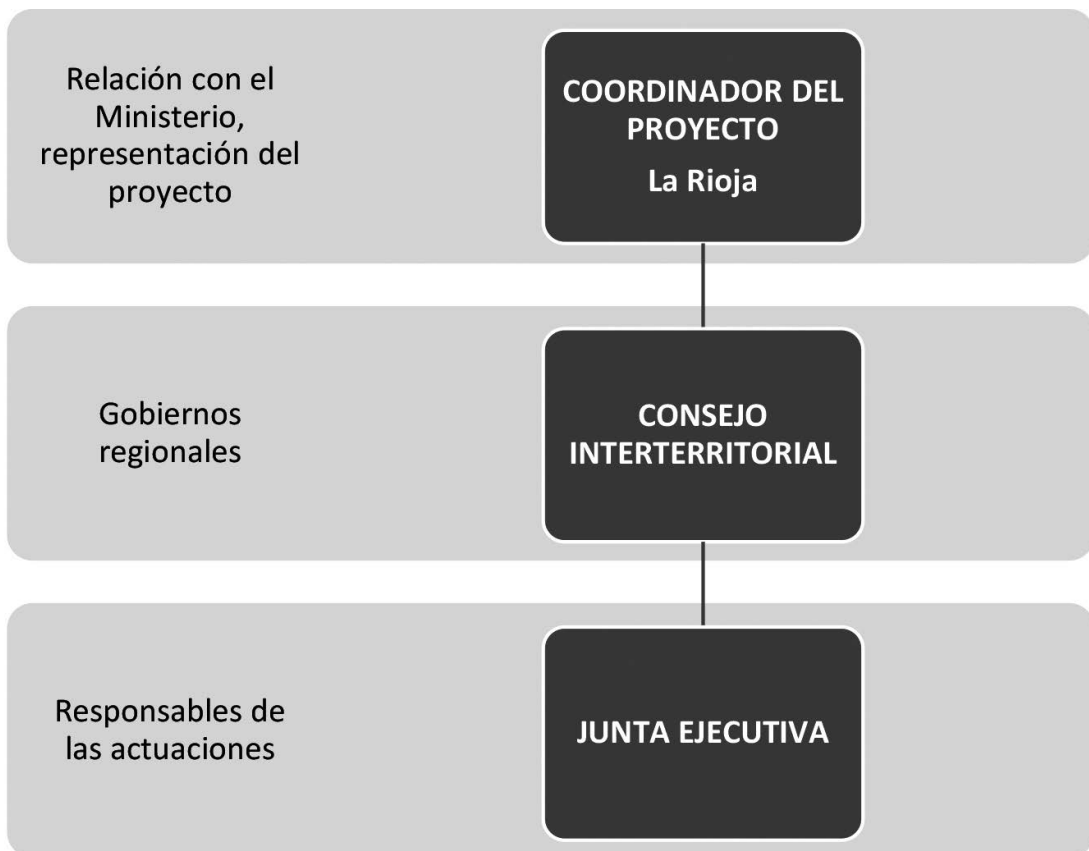 Relación con el
Ministerio,
representación del
proyecto
COORDINADOR DEL
PROYECTO
La Rioja
Gobiernos
regionales
CONSEJO
INTERTERRITORIAL
Responsables de
las actuaciones
JUNTA EJECUTIVA